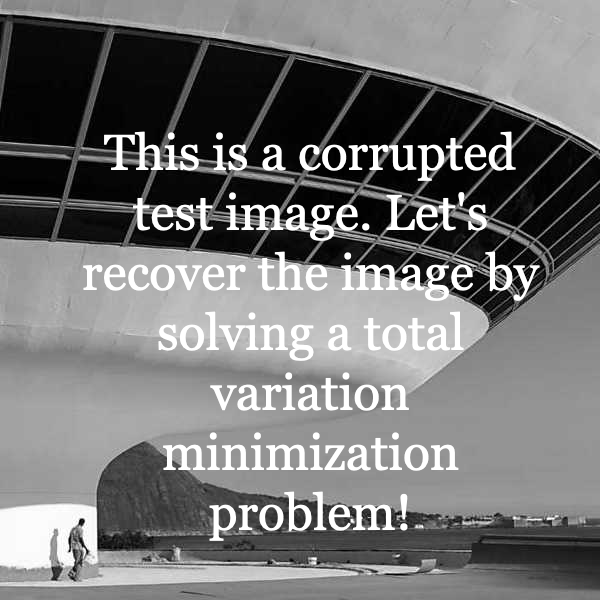 This is a corrupted
test image. Let's
recover the image by
solving a total
variation
minimization
problem!